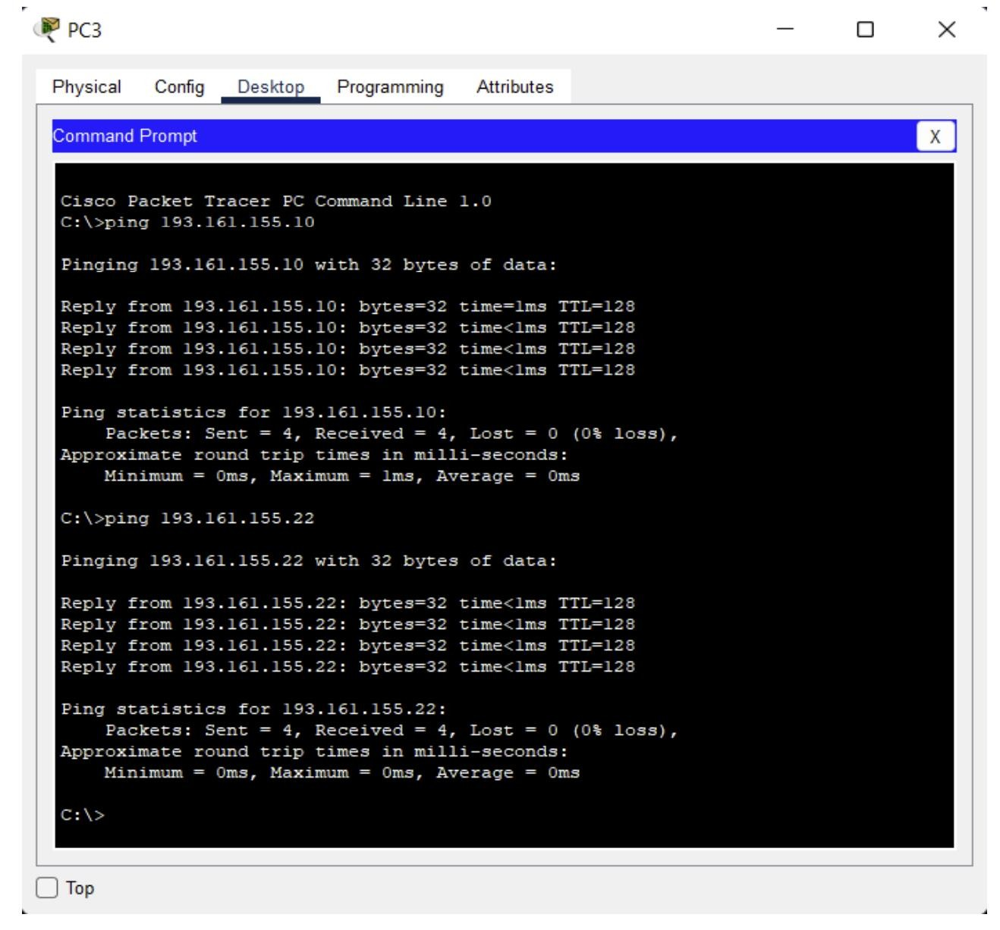 PC3
Physical Config Desktop Programming Attributes
Command Prompt X
Cisco Packet Tracer PC Command Line 1.0
C:\>ping 193.161.155.10
Pinging 193.161.155.10 with 32 bytes of data:
Reply from 193.161.155.10: bytes=32 time=1ms TTL=128
Reply from 193.161.155.10: bytes=32 time<1ms TTL=128
Reply from 193.161.155.10: bytes=32 time<1ms TTL=128
Reply from 193.161.155.10: bytes=32 time<1ms TTL=128
Ping statistics for 193.161.155.10:
    Packets: Sent = 4, Received = 4, Lost = 0 (0% loss),
Approximate round trip times in milli-seconds:
    Minimum = 0ms, Maximum = 1ms, Average = 0ms
C:\>ping 193.161.155.22
Pinging 193.161.155.22 with 32 bytes of data:
Reply from 193.161.155.22: bytes=32 time<1ms TTL=128
Reply from 193.161.155.22: bytes=32 time<1ms TTL=128
Reply from 193.161.155.22: bytes=32 time<1ms TTL=128
Reply from 193.161.155.22: bytes=32 time<1ms TTL=128
Ping statistics for 193.161.155.22:
    Packets: Sent = 4, Received = 4, Lost = 0 (0% loss),
Approximate round trip times in milli-seconds:
    Minimum = 0ms, Maximum = 0ms, Average = 0ms
C:\>
Top